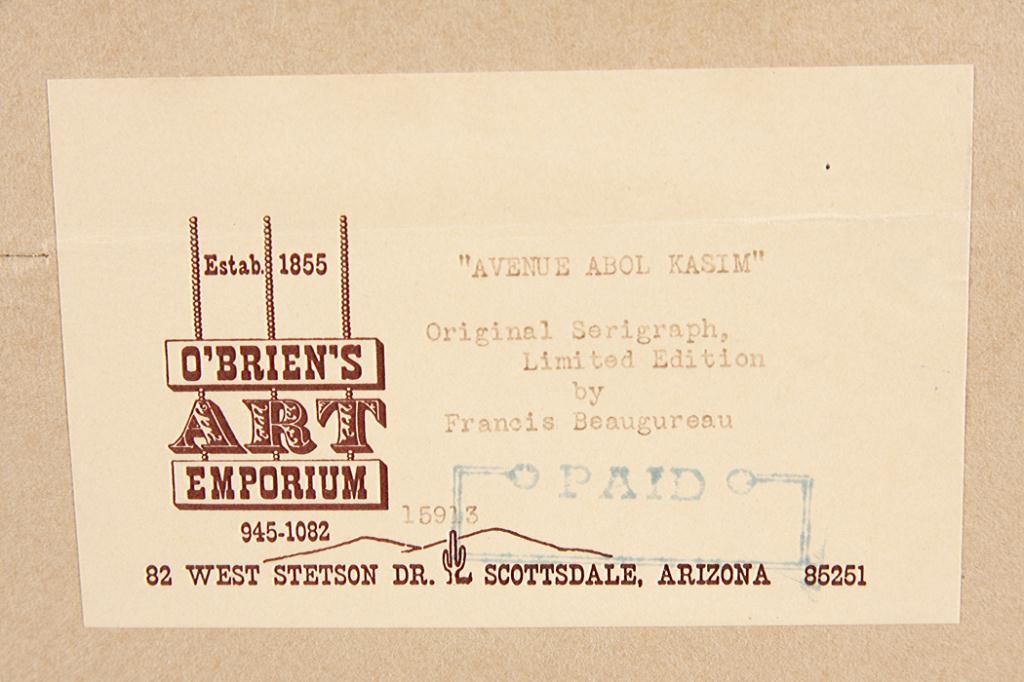 Estab. 1855
O'BRIEN'S
ART
EMPORIUM
945-1082
"AVENUE ABOL KASIM"
Original Serigraph,
Limited Edition
by
Francis Beaugureau
PAID
15913
82 WEST STETSON DR. SCOTTSDALE, ARIZONA 85251